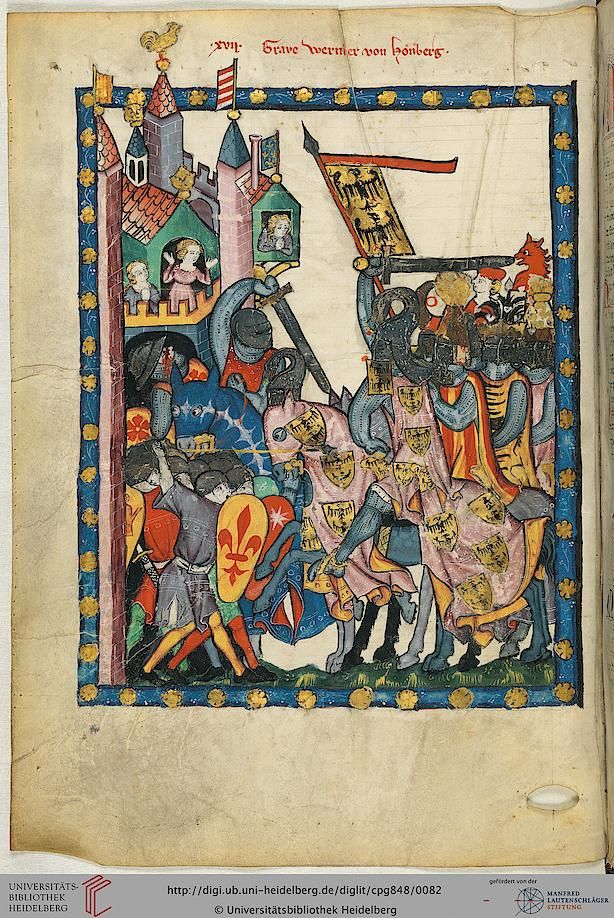 ·xvij· Grave wernher von Hônberg·
UNIVERSITÄTS-
BIBLIOTHEK
HEIDELBERG
http://digi.ub.uni-heidelberg.de/diglit/cpg848/0082
© Universitätsbibliothek Heidelberg
gefördert von der
MANFRED
LAUTENSCHLÄGER
STIFTUNG